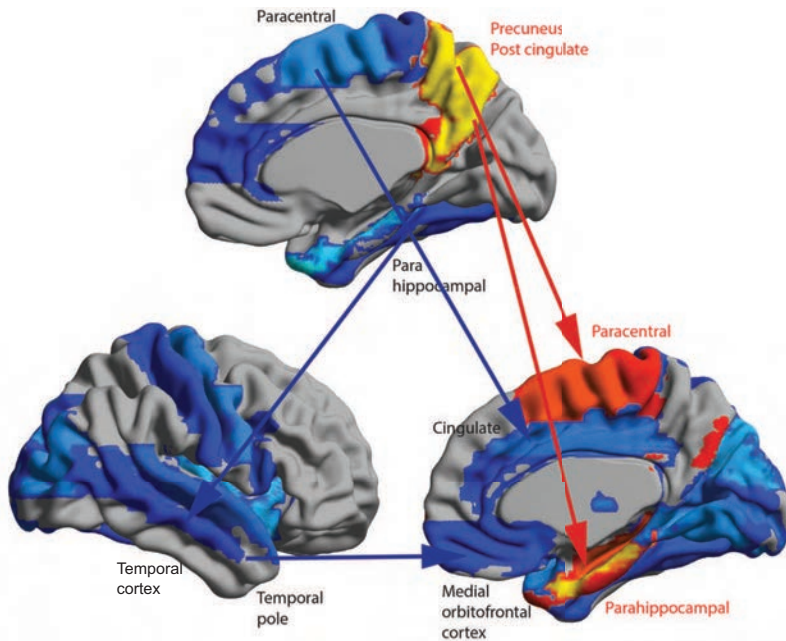 Paracentral
Precuneus
Post cingulate
Para
hippocampal
Paracentral
Cingulate
Temporal
cortex
Temporal
pole
Medial
orbitofrontal
cortex
Parahippocampal